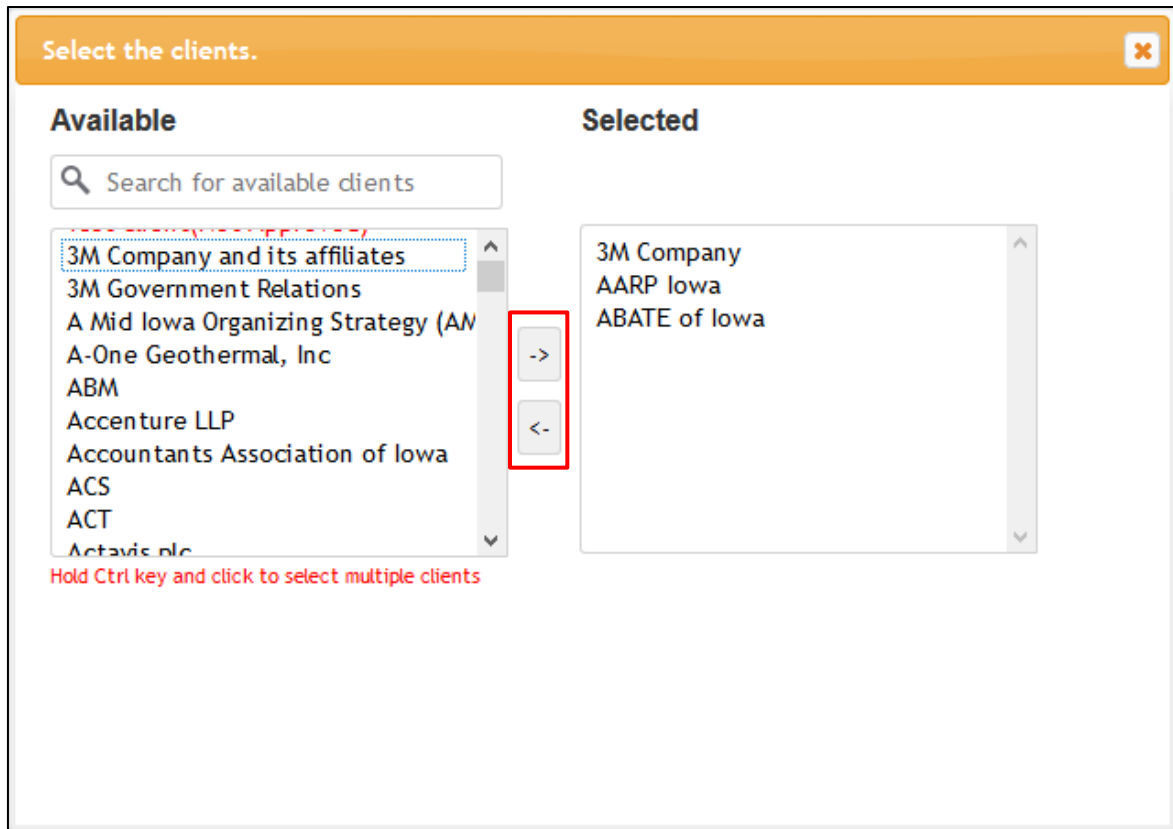 Select the clients.
Available
Selected
Search for available clients
3M Company and its affiliates
3M Government Relations
A Mid Iowa Organizing Strategy (AM
A-One Geothermal, Inc
ABM
Accenture LLP
Accountants Association of Iowa
ACS
ACT
Actavis plc
->
<-
3M Company
AARP Iowa
ABATE of Iowa
Hold Ctrl key and click to select multiple clients